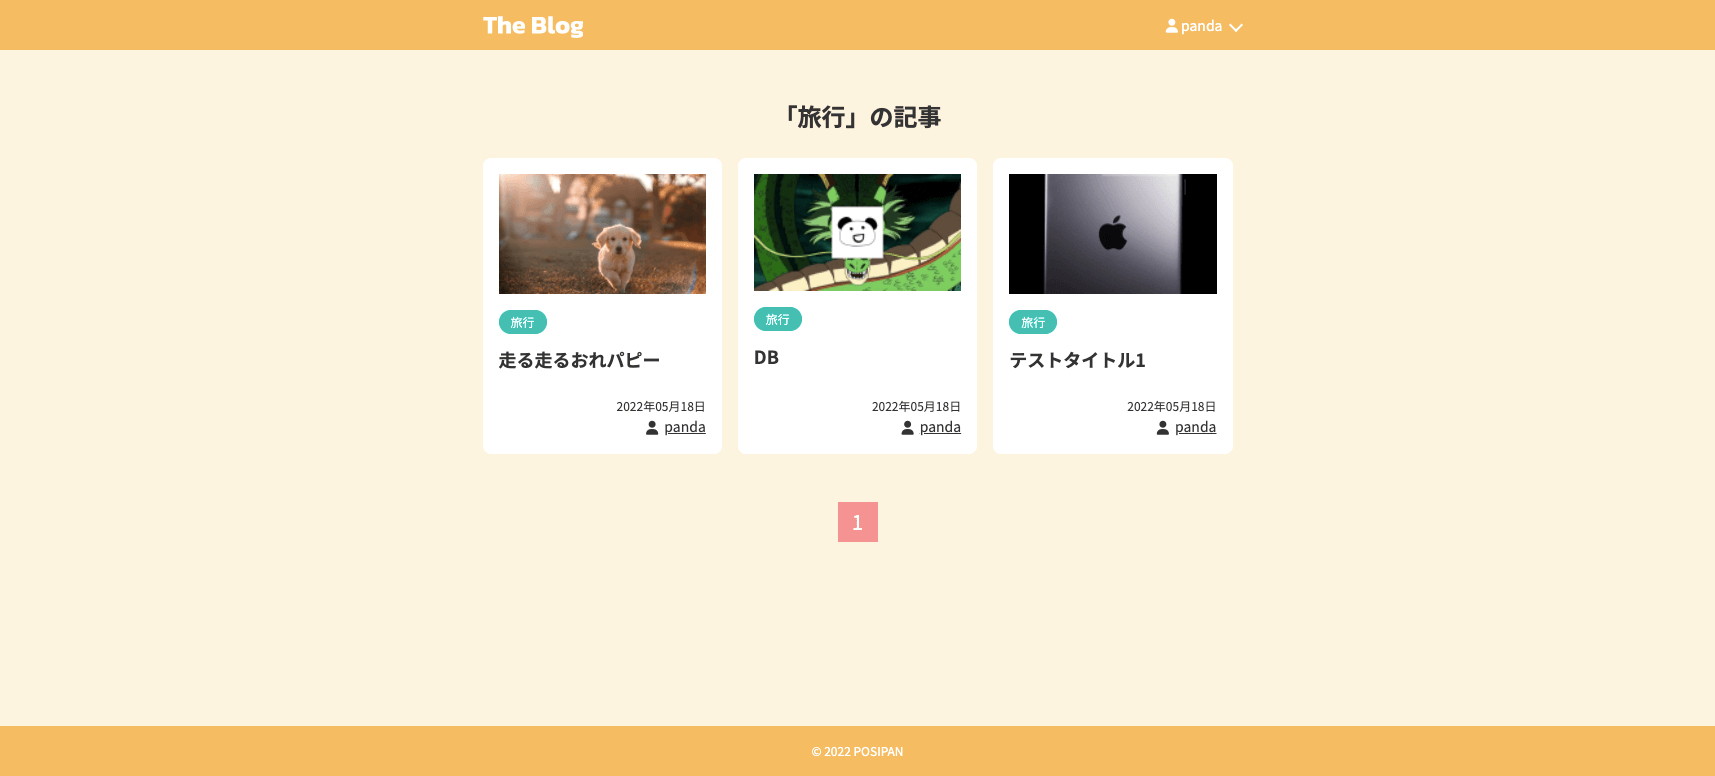 The Blog
panda
「旅行」の記事
旅行
走る走るおれパピー
2022年05月18日
panda
旅行
DB
2022年05月18日
panda
旅行
テストタイトル1
2022年05月18日
panda
1
© 2022 POSIPAN